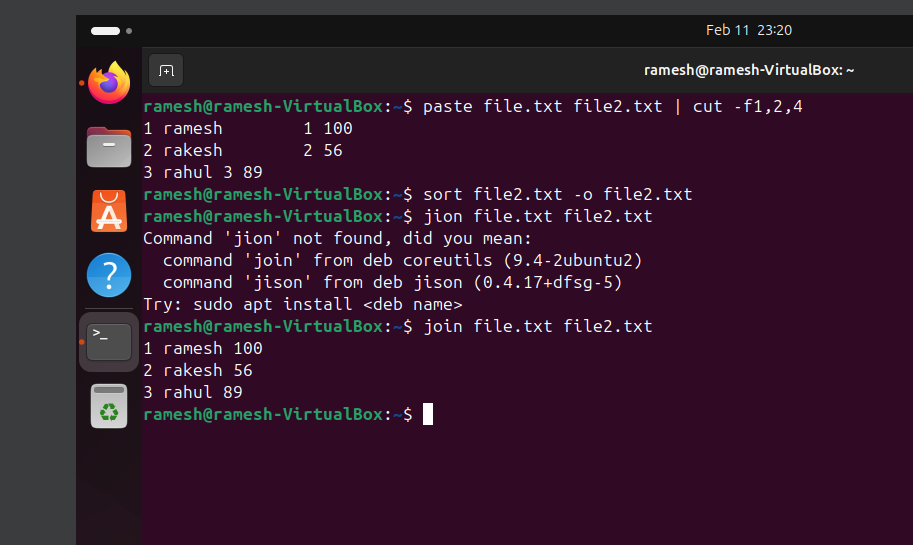 Feb 11 23:20
ramesh@ramesh-VirtualBox: ~
ramesh@ramesh-VirtualBox:~$ paste file.txt file2.txt | cut -f1,2,4
1 ramesh        1 100
2 rakesh        2 56
3 rahul 3 89
ramesh@ramesh-VirtualBox:~$ sort file2.txt -o file2.txt
ramesh@ramesh-VirtualBox:~$ jion file.txt file2.txt
Command 'jion' not found, did you mean:
  command 'join' from deb coreutils (9.4-2ubuntu2)
  command 'jison' from deb jison (0.4.17+dfsg-5)
Try: sudo apt install <deb name>
ramesh@ramesh-VirtualBox:~$ join file.txt file2.txt
1 ramesh 100
2 rakesh 56
3 rahul 89
ramesh@ramesh-VirtualBox:~$